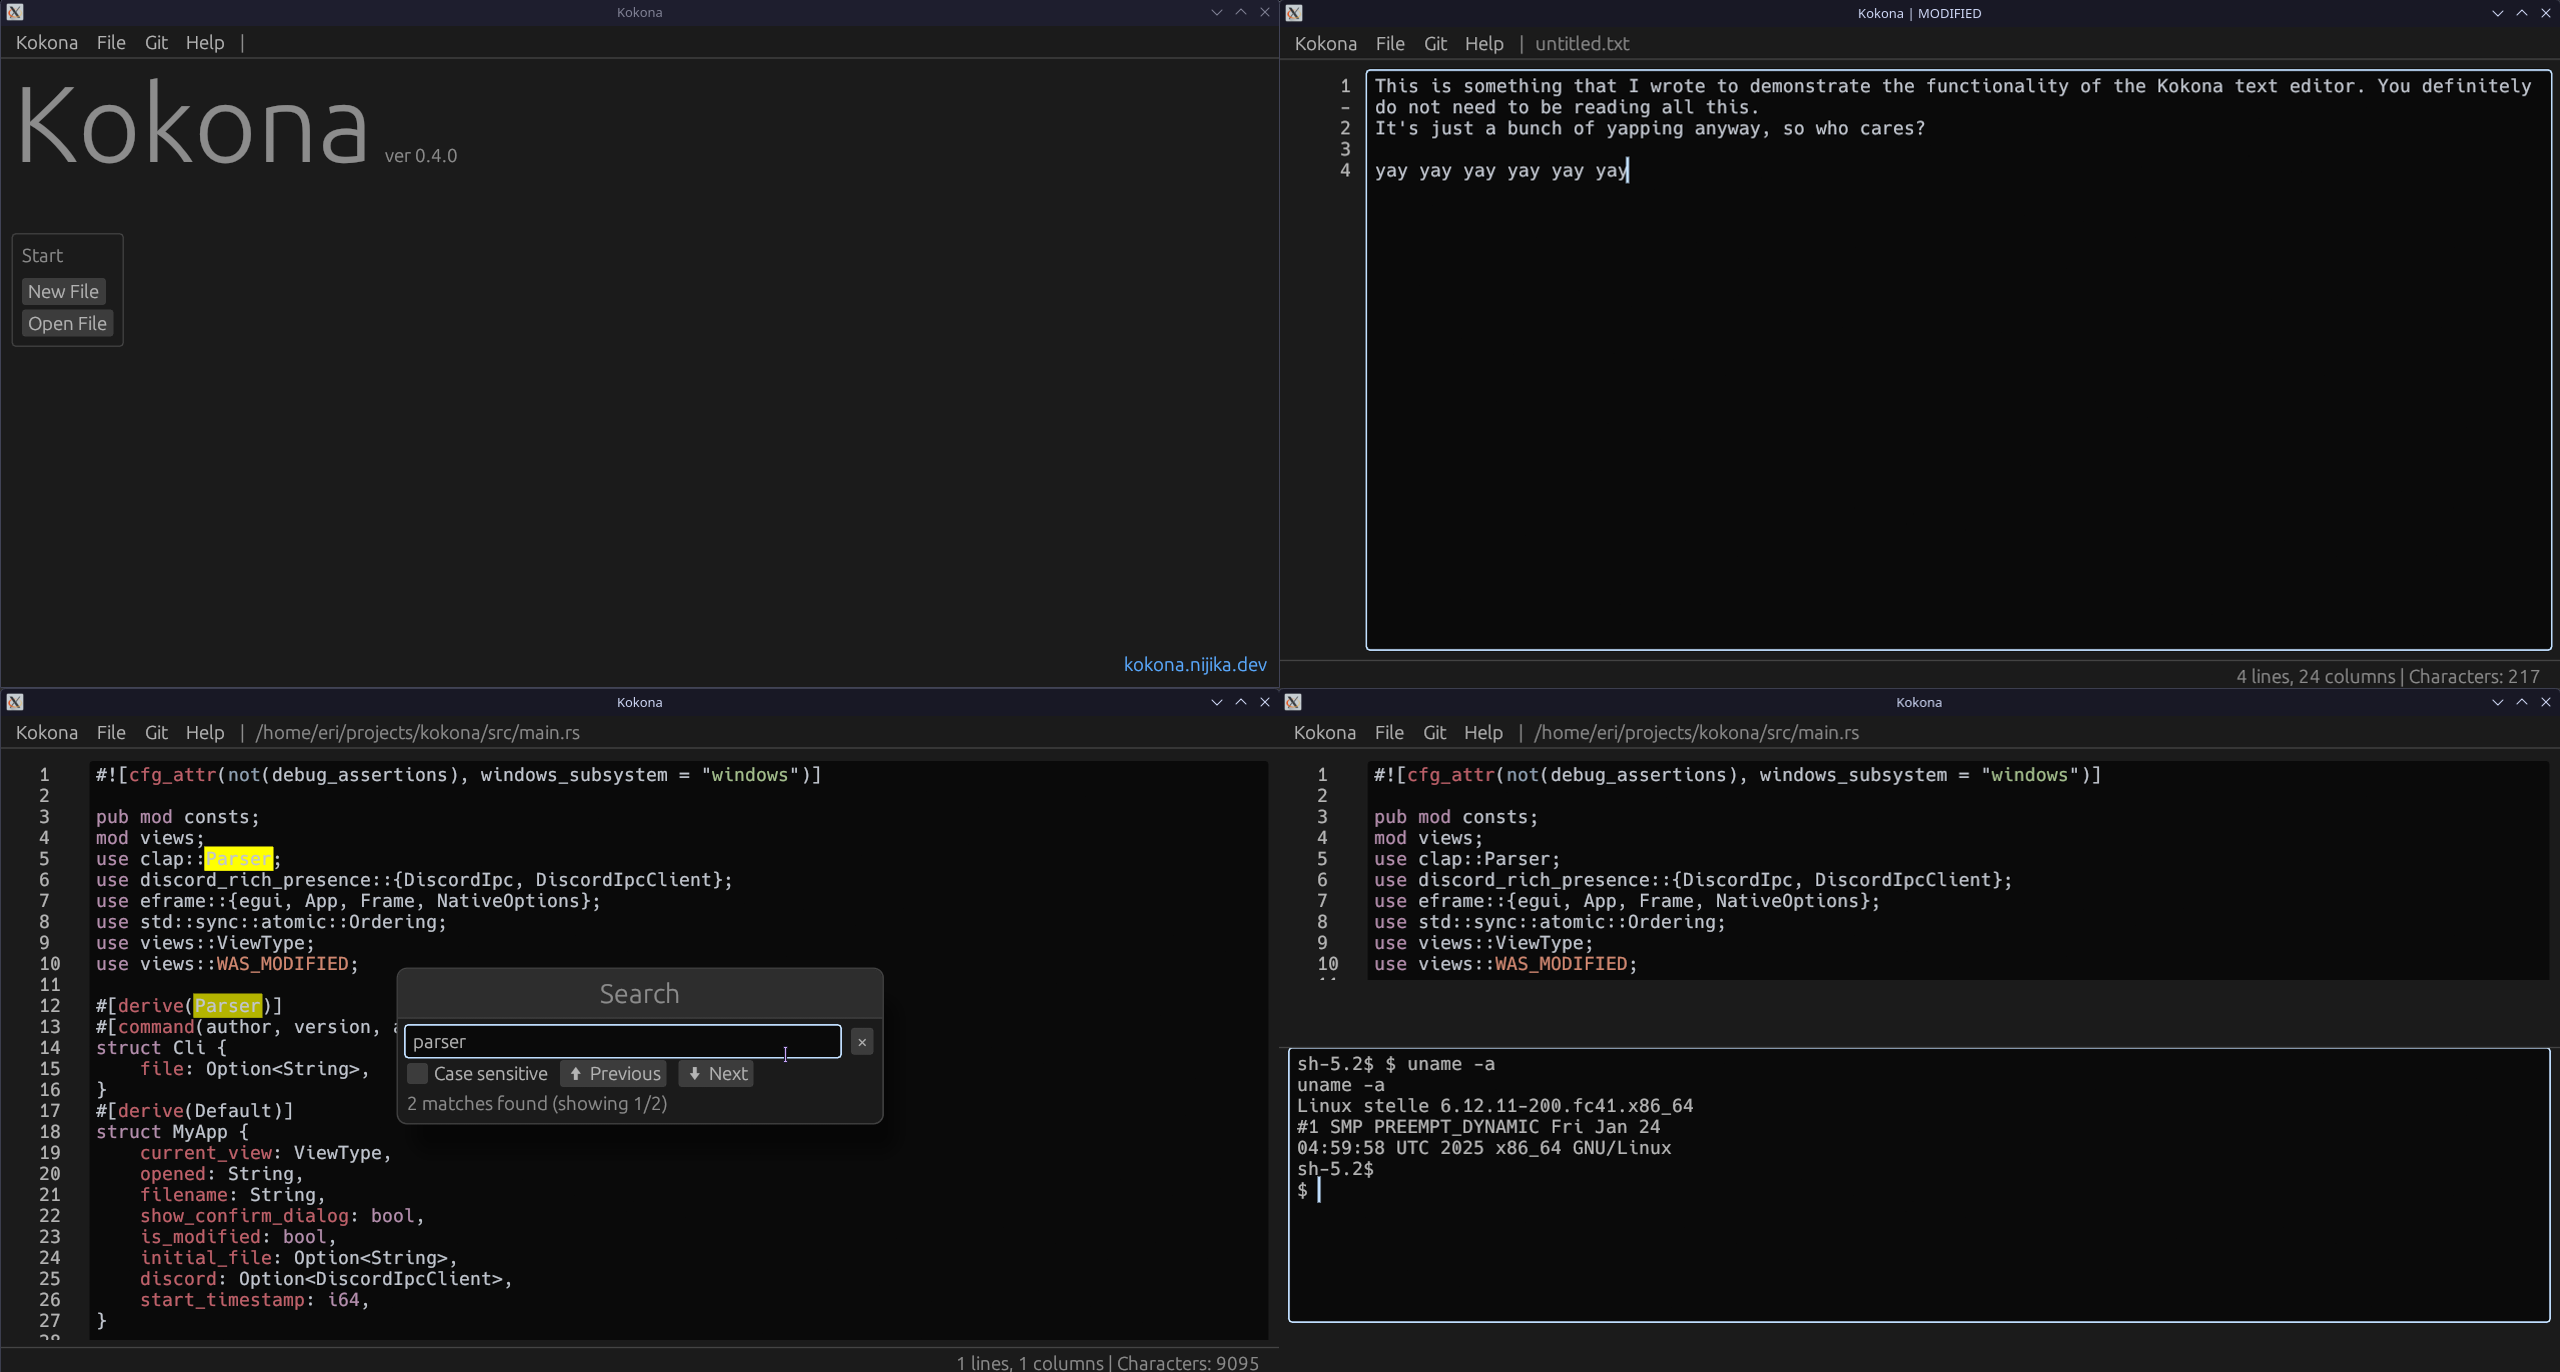 Kokona
Kokona File Git Help |
Kokona ver 0.4.0
Start
New File
Open File
kokona.nijika.dev
Kokona | MODIFIED
Kokona File Git Help | untitled.txt
1 This is something that I wrote to demonstrate the functionality of the Kokona text editor. You definitely
- do not need to be reading all this.
2 It's just a bunch of yapping anyway, so who cares?
3
4 yay yay yay yay yay yay
4 lines, 24 columns | Characters: 217
Kokona
Kokona File Git Help | /home/eri/projects/kokona/src/main.rs
1 #![cfg_attr(not(debug_assertions), windows_subsystem = "windows")]
2
3 pub mod consts;
4 mod views;
5 use clap::Parser;
6 use discord_rich_presence::{DiscordIpc, DiscordIpcClient};
7 use eframe::{egui, App, Frame, NativeOptions};
8 use std::sync::atomic::Ordering;
9 use views::ViewType;
10 use views::WAS_MODIFIED;
11
12 #[derive(Parser)]
13 #[command(author, version,
14 struct Cli {
15 file: Option<String>,
16 }
17 #[derive(Default)]
18 struct MyApp {
19 current_view: ViewType,
20 opened: String,
21 filename: String,
22 show_confirm_dialog: bool,
23 is_modified: bool,
24 initial_file: Option<String>,
25 discord: Option<DiscordIpcClient>,
26 start_timestamp: i64,
27 }
Search
parser ×
Case sensitive ⬆ Previous ⬇ Next
2 matches found (showing 1/2)
1 lines, 1 columns | Characters: 9095
Kokona
Kokona File Git Help | /home/eri/projects/kokona/src/main.rs
1 #![cfg_attr(not(debug_assertions), windows_subsystem = "windows")]
2
3 pub mod consts;
4 mod views;
5 use clap::Parser;
6 use discord_rich_presence::{DiscordIpc, DiscordIpcClient};
7 use eframe::{egui, App, Frame, NativeOptions};
8 use std::sync::atomic::Ordering;
9 use views::ViewType;
10 use views::WAS_MODIFIED;
sh-5.2$ $ uname -a
uname -a
Linux stelle 6.12.11-200.fc41.x86_64
#1 SMP PREEMPT_DYNAMIC Fri Jan 24
04:59:58 UTC 2025 x86_64 GNU/Linux
sh-5.2$
$